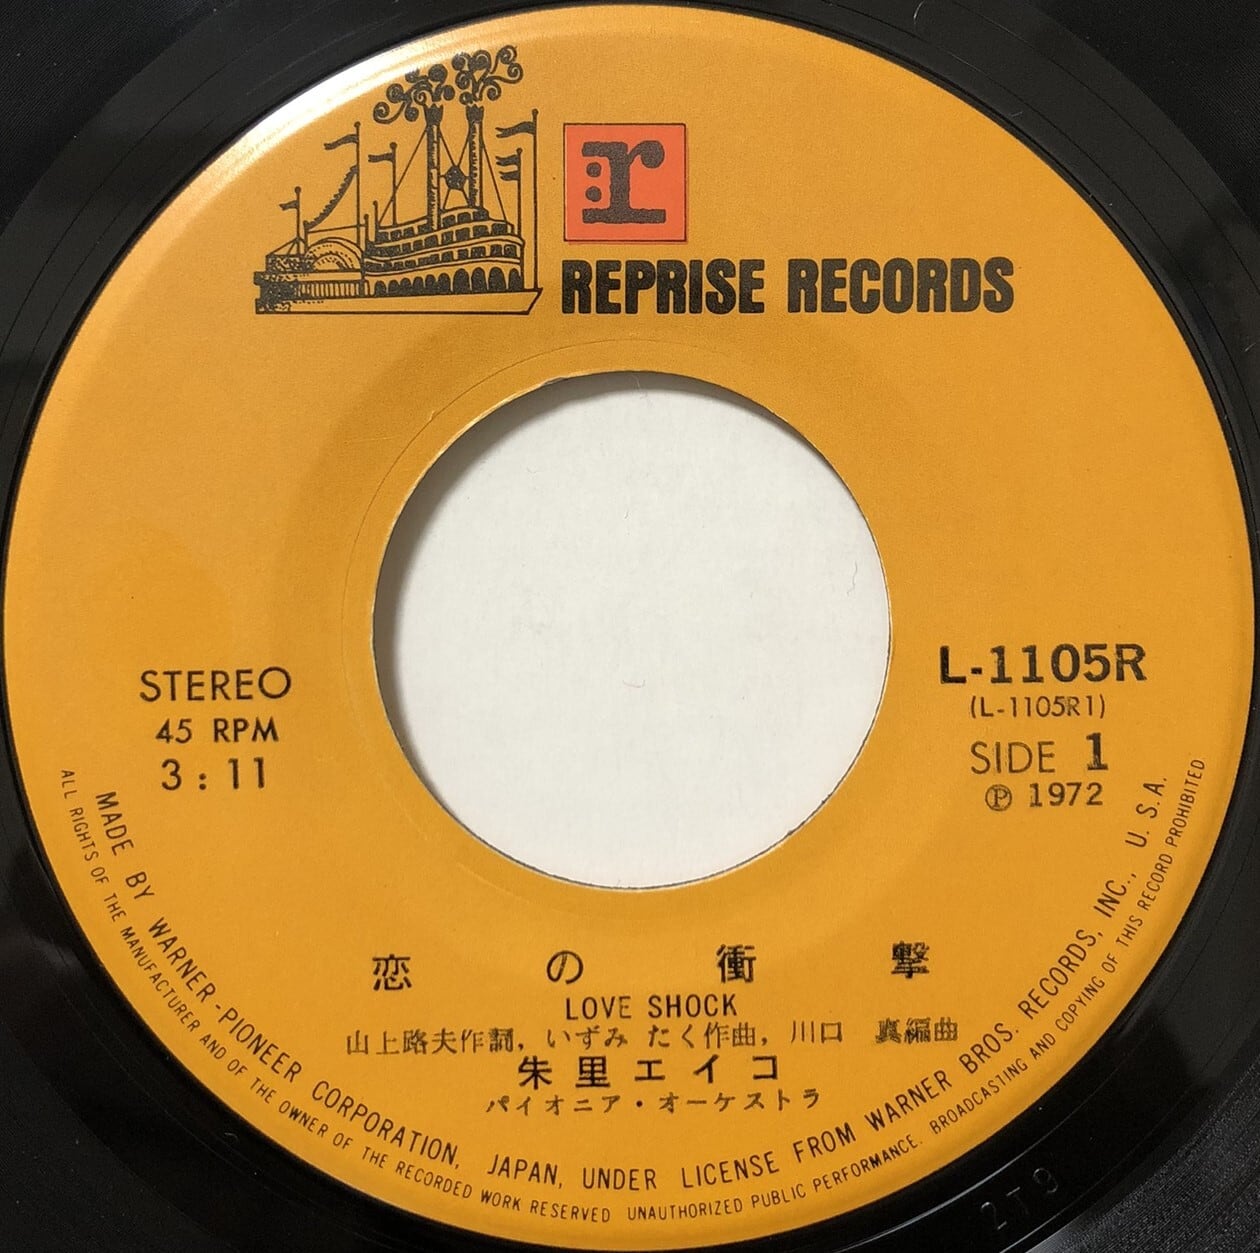 r:
REPRISE RECORDS
STEREO
45 RPM
3 : 11
L-1105R
(L-1105R1)
SIDE 1
Ⓟ 1972
恋の衝撃
LOVE SHOCK
山上路夫作詞, いずみ たく作曲, 川口 真編曲
朱里エイコ
パイオニア・オーケストラ
MADE BY WARNER-PIONEER CORPORATION, JAPAN, UNDER LICENSE FROM WARNER BROS. RECORDS, INC., U. S. A.
ALL RIGHTS OF THE MANUFACTURER AND OF THE OWNER OF THE RECORDED WORK RESERVED UNAUTHORIZED PUBLIC PERFORMANCE. BROADCASTING AND COPYING OF THIS RECORD PROHIBITED
2 T 9